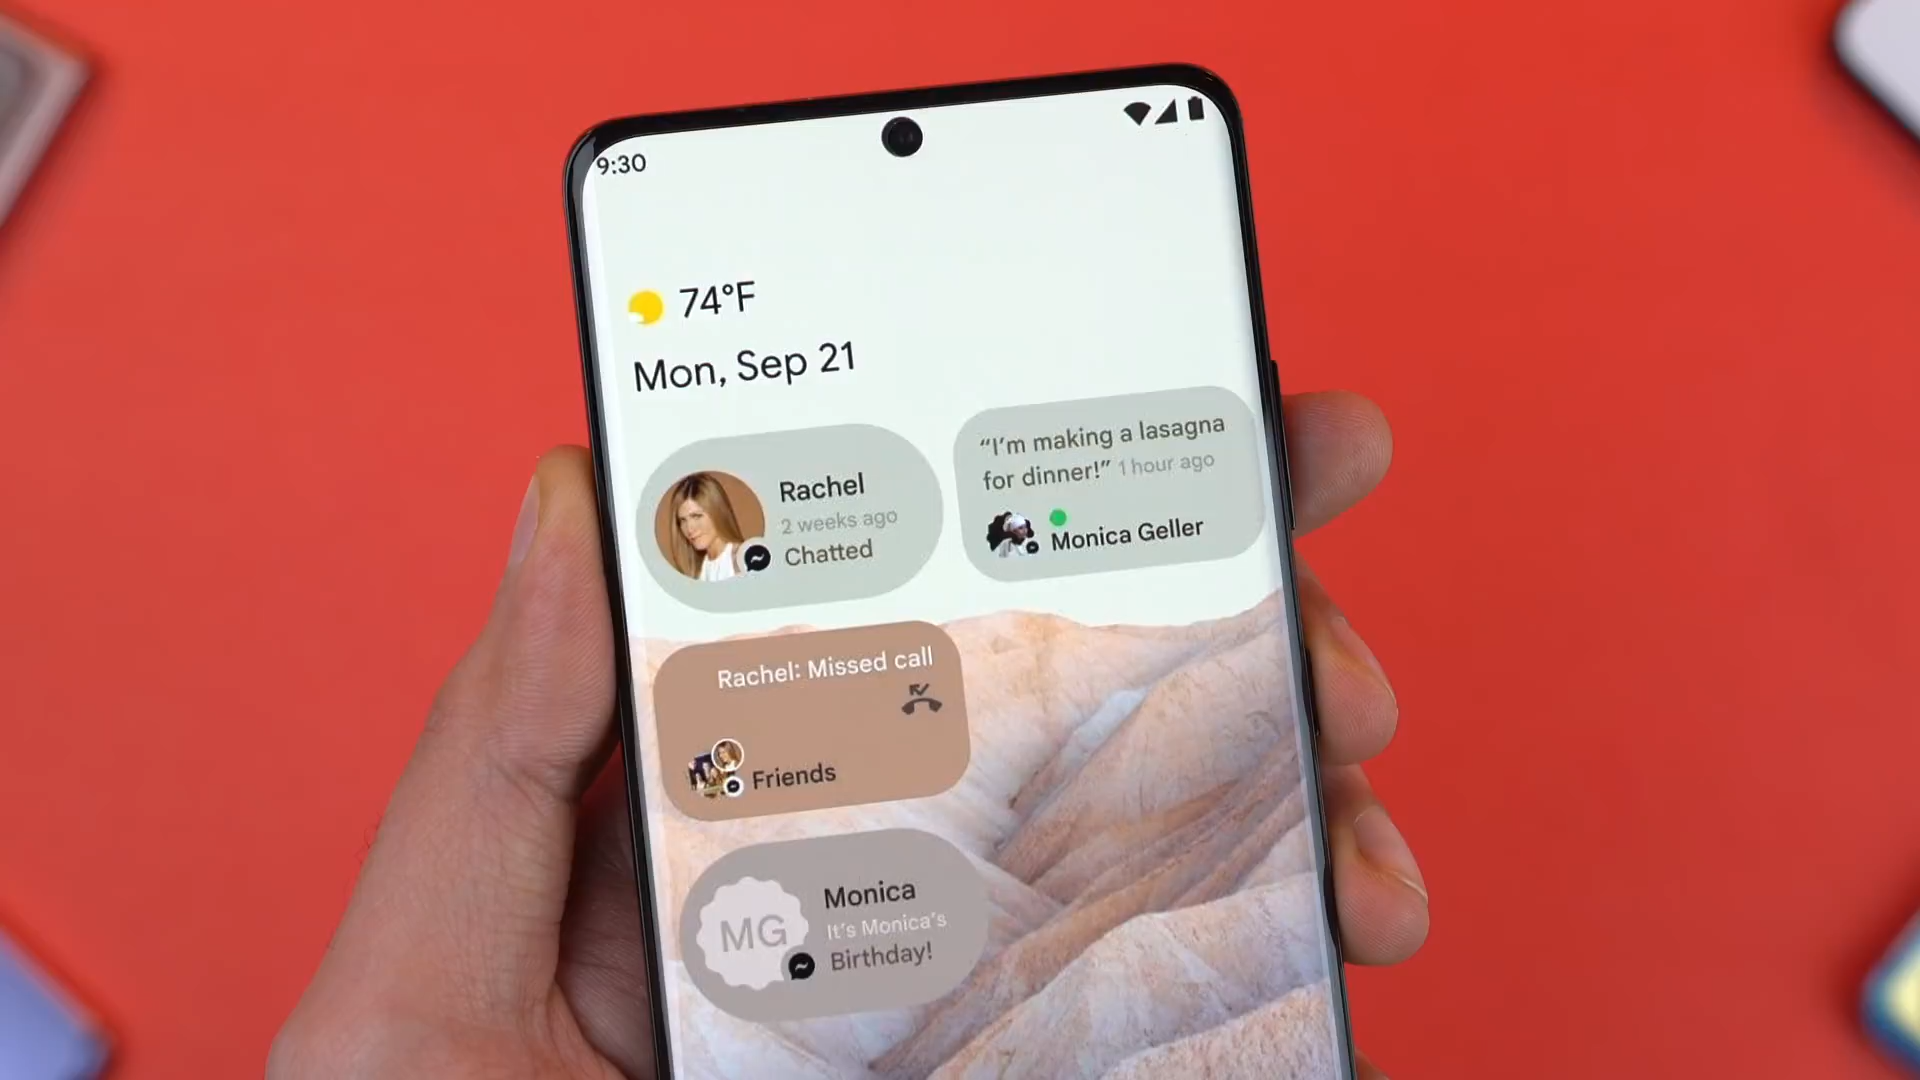 9:30
74°F
Mon, Sep 21
Rachel
2 weeks ago
Chatted
“I’m making a lasagna
for dinner!” 1 hour ago
Monica Geller
Rachel: Missed call
Friends
MG
Monica
It’s Monica’s
Birthday!